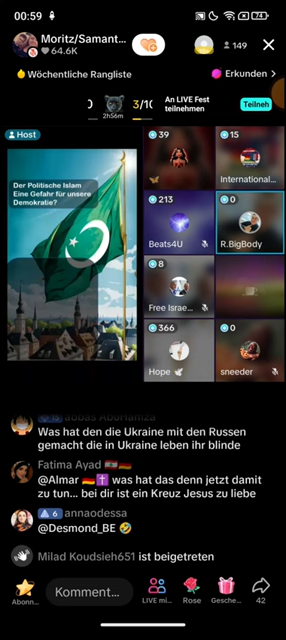 00:59
74
Moritz/Samant...
64.6K
149
Wöchentliche Rangliste
Erkunden >
2h56m
3/10
An LIVE Fest
teilnehmen
Teilneh
Host
Der Politische Islam
Eine Gefahr für unsere
Demokratie?
39
15
International...
213
Beats4U
0
R.BigBody
8
Free Israe...
366
Hope
0
sneeder
abbas AbuHamza
Was hat den die Ukraine mit den Russen
gemacht die in Ukraine leben ihr blinde
Fatima Ayad
@Almar was hat das denn jetzt damit
zu tun... bei dir ist ein Kreuz Jesus zu liebe
6 annaodessa
@Desmond_BE
Milad Koudsieh651 ist beigetreten
Abonn...
Komment...
LIVE mi...
Rose
Gesche...
42